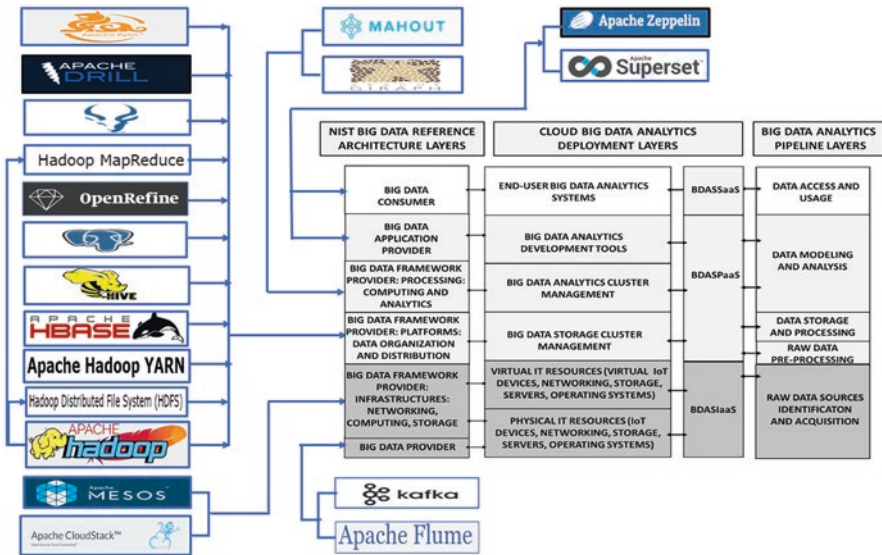 Apache Kylin™
APACHE
DRILL
Hadoop MapReduce
OpenRefine
HIVE
APACHE
HBASE
Apache Hadoop YARN
Hadoop Distributed File System (HDFS)
APACHE
hadoop
Apache
MESOS™
Apache CloudStack™
MAHOUT
GIRAPH
Apache Zeppelin
Apache
Superset™
NIST BIG DATA REFERENCE
ARCHITECTURE LAYERS
CLOUD BIG DATA ANALYTICS
DEPLOYMENT LAYERS
BIG DATA ANALYTICS
PIPELINE LAYERS
BIG DATA
CONSUMER
END-USER BIG DATA ANALYTICS
SYSTEMS
BDASSaaS
DATA ACCESS AND
USAGE
BIG DATA
APPLICATION
PROVIDER
BIG DATA ANALYTICS
DEVELOPMENT TOOLS
BDASPaaS
DATA MODELING
AND ANALYSIS
BIG DATA FRAMEWORK
PROVIDER: PROCESSING:
COMPUTING AND
ANALYTICS
BIG DATA ANALYTICS CLUSTER
MANAGEMENT
BIG DATA FRAMEWORK
PROVIDER: PLATFORMS:
DATA ORGANIZATION
AND DISTRIBUTION
BIG DATA STORAGE CLUSTER
MANAGEMENT
DATA STORAGE
AND PROCESSING
RAW DATA
PRE-PROCESSING
BIG DATA FRAMEWORK
PROVIDER:
INFRASTRUCTURES:
NETWORKING,
COMPUTING, STORAGE
VIRTUAL IT RESOURCES (VIRTUAL IoT
DEVICES, NETWORKING, STORAGE,
SERVERS, OPERATING SYSTEMS)
BDASIaaS
RAW DATA SOURCES
IDENTIFICATON
AND ACQUISITION
PHYSICAL IT RESOURCES (IoT
DEVICES, NETWORKING, STORAGE,
SERVERS, OPERATING SYSTEMS)
BIG DATA PROVIDER
kafka
Apache Flume